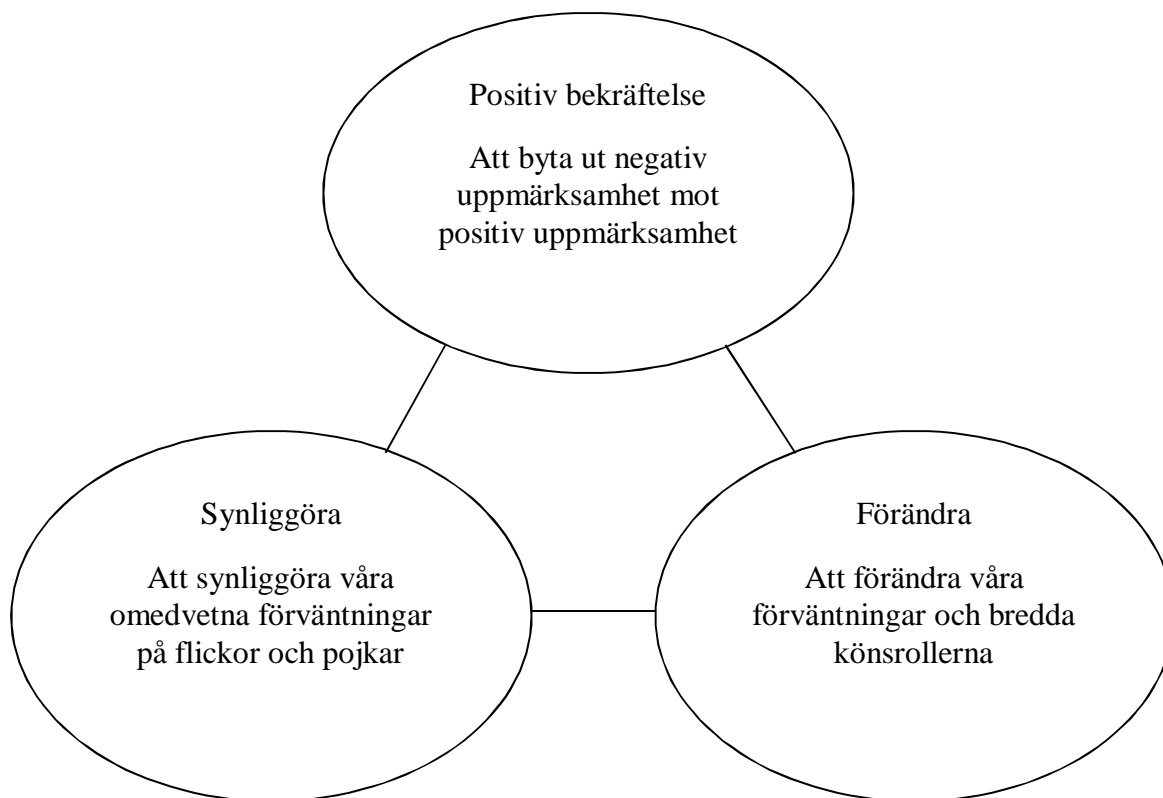 Positiv bekräftelse
Att byta ut negativ
uppmärksamhet mot
positiv uppmärksamhet
Synliggöra
Att synliggöra våra
omedvetna förväntningar
på flickor och pojkar
Förändra
Att förändra våra
förväntningar och bredda
könsrollerna